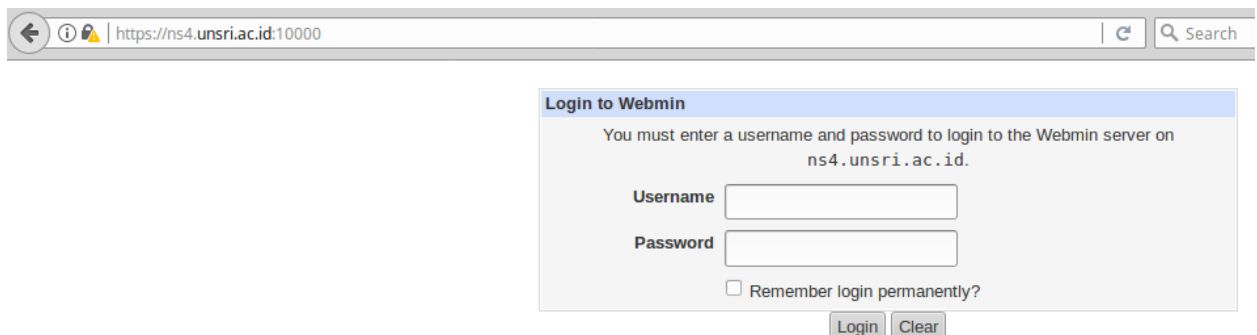 https://ns4.unsri.ac.id:10000
Search
Login to Webmin
You must enter a username and password to login to the Webmin server on
ns4.unsri.ac.id.
Username
Password
Remember login permanently?
Login Clear